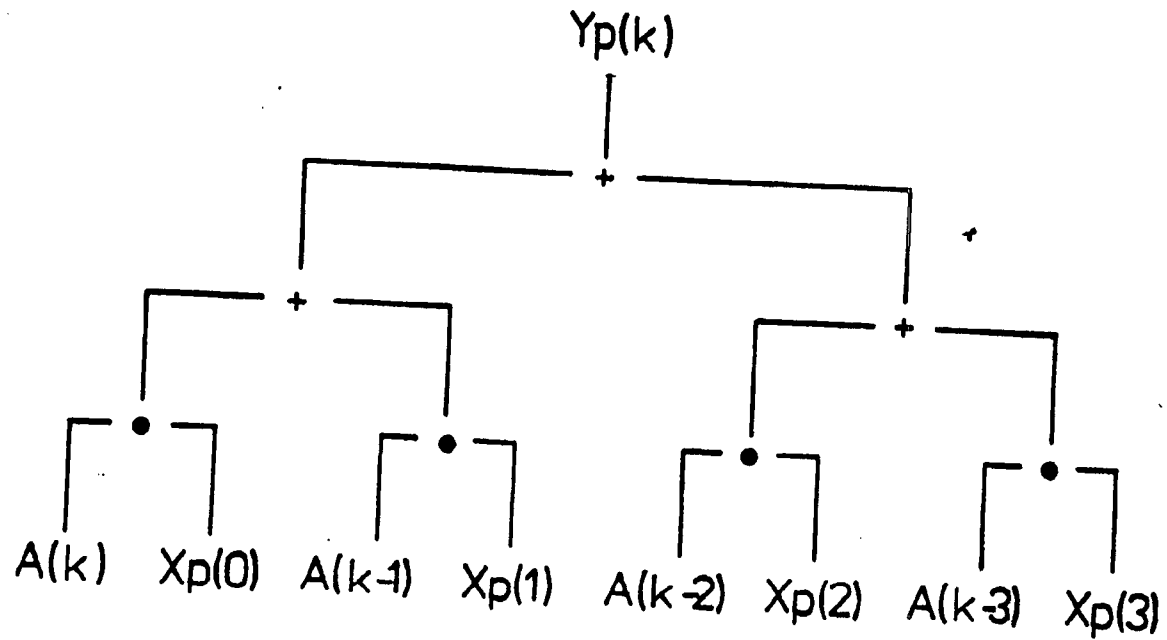 Yp(k)
+
+ +
A(k) Xp(0) A(k-1) Xp(1) A(k-2) Xp(2) A(k-3) Xp(3)